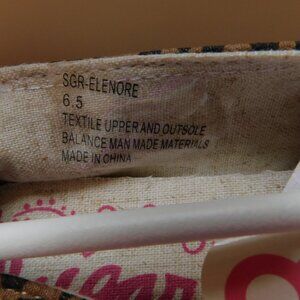 SGR-ELENORE
6.5
TEXTILE UPPER AND OUTSOLE
BALANCE MAN MADE MATERIALS
MADE IN CHINA